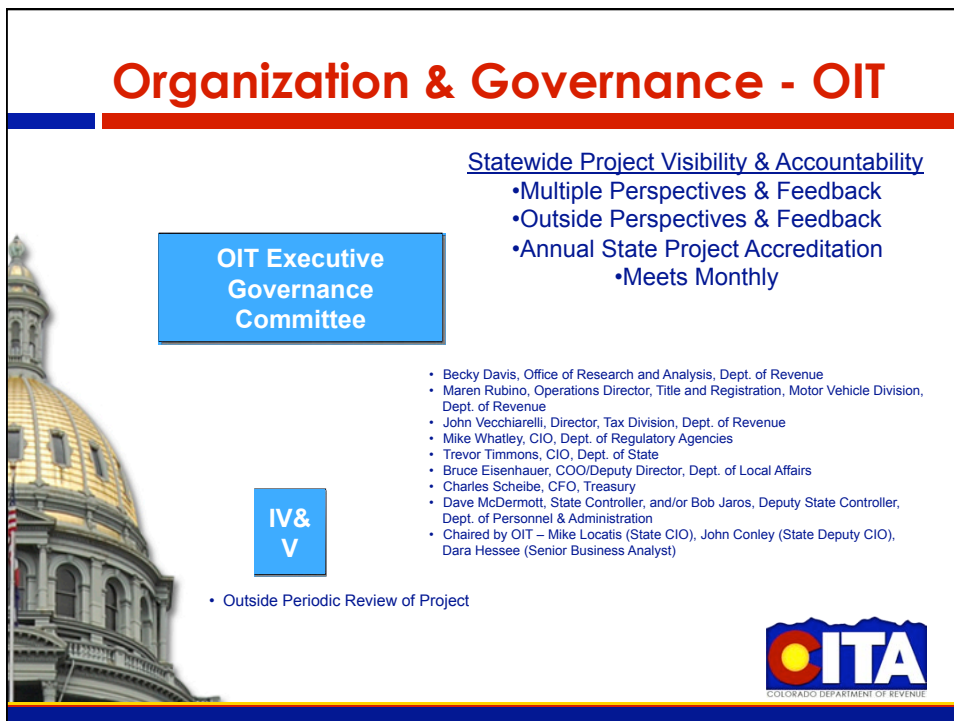 Organization & Governance - OIT
Statewide Project Visibility & Accountability
•Multiple Perspectives & Feedback
•Outside Perspectives & Feedback
•Annual State Project Accreditation
•Meets Monthly
OIT Executive
Governance
Committee
• Becky Davis, Office of Research and Analysis, Dept. of Revenue
• Maren Rubino, Operations Director, Title and Registration, Motor Vehicle Division,
Dept. of Revenue
• John Vecchiarelli, Director, Tax Division, Dept. of Revenue
• Mike Whatley, CIO, Dept. of Regulatory Agencies
• Trevor Timmons, CIO, Dept. of State
• Bruce Eisenhauer, COO/Deputy Director, Dept. of Local Affairs
• Charles Scheibe, CFO, Treasury
• Dave McDermott, State Controller, and/or Bob Jaros, Deputy State Controller,
Dept. of Personnel & Administration
• Chaired by OIT – Mike Locatis (State CIO), John Conley (State Deputy CIO),
Dara Hessee (Senior Business Analyst)
IV&
V
• Outside Periodic Review of Project
CITA
COLORADO DEPARTMENT OF REVENUE